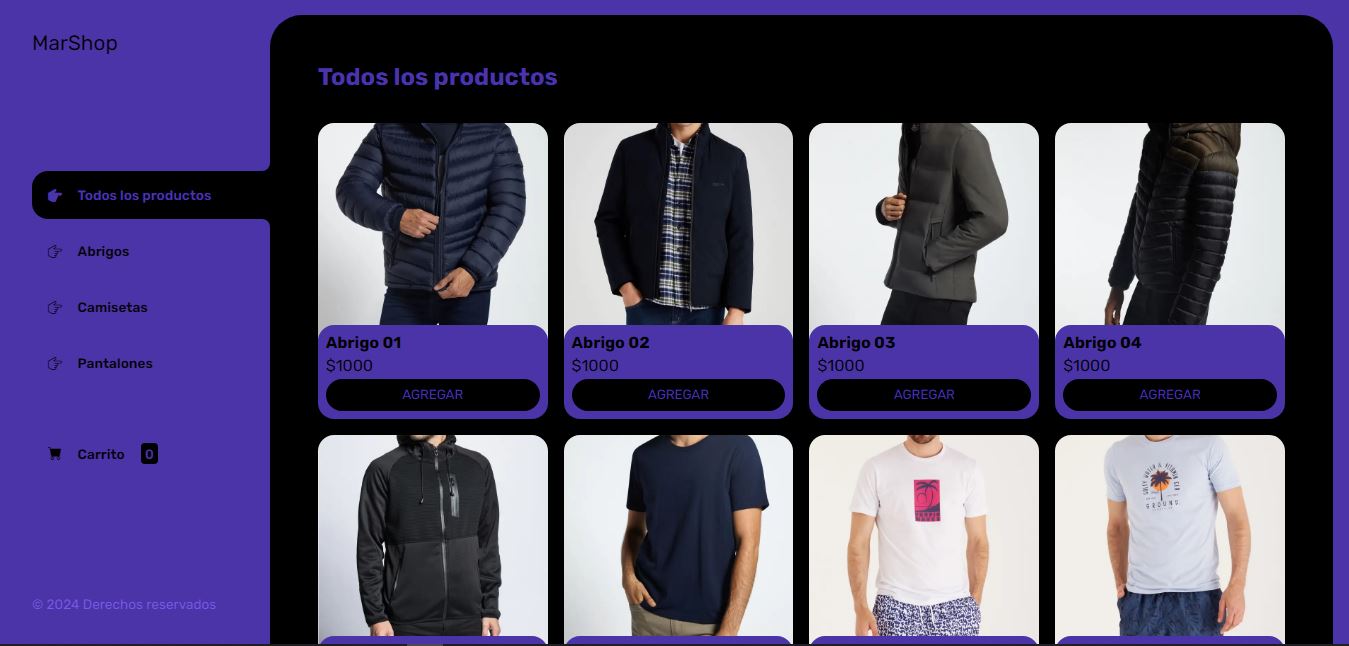 MarShop
Todos los productos
Abrigos
Camisetas
Pantalones
Carrito 0
© 2024 Derechos reservados
Todos los productos
Abrigo 01
$1000
AGREGAR
Abrigo 02
$1000
AGREGAR
Abrigo 03
$1000
AGREGAR
Abrigo 04
$1000
AGREGAR
GROUND